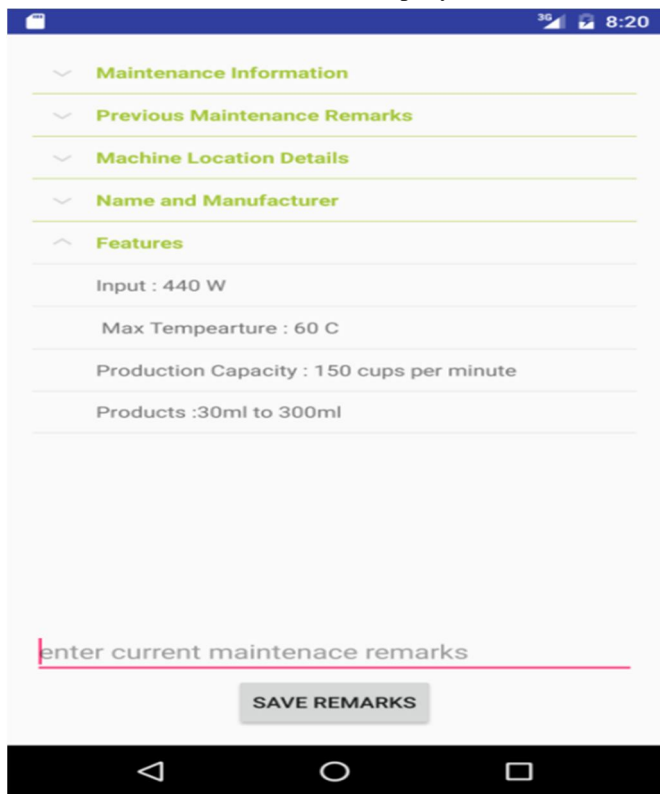 3G 8:20
Maintenance Information
Previous Maintenance Remarks
Machine Location Details
Name and Manufacturer
Features
Input : 440 W
Max Tempearture : 60 C
Production Capacity : 150 cups per minute
Products :30ml to 300ml
enter current maintenace remarks
SAVE REMARKS